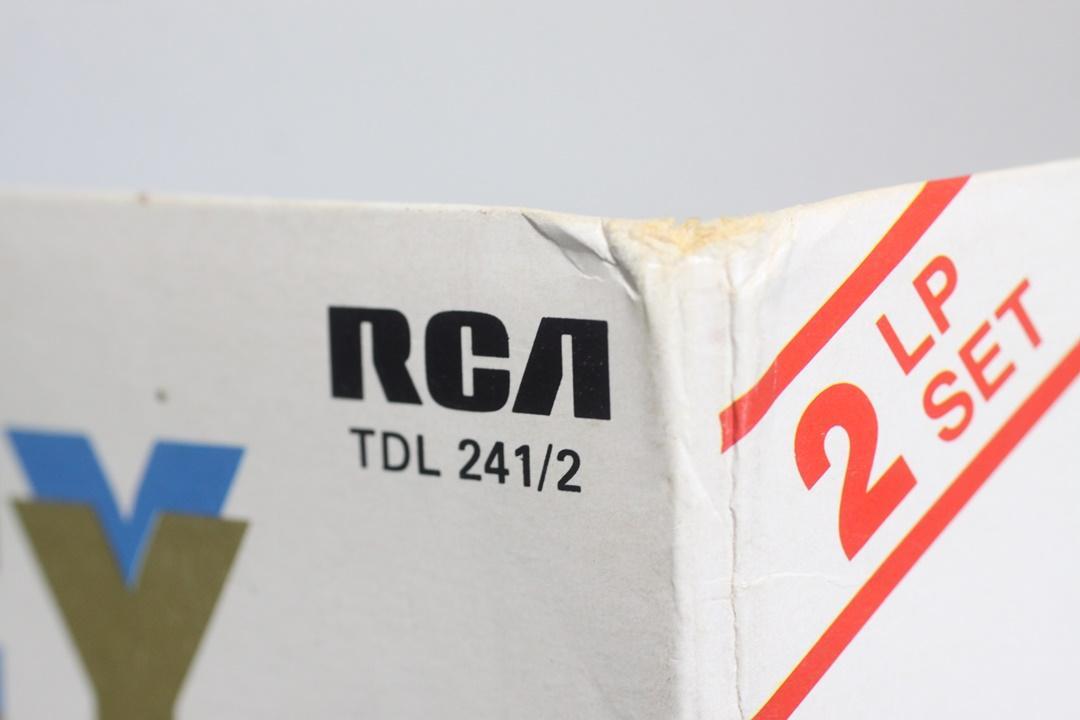 RCA
TDL 241/2
Y
Y
2 LP
SET